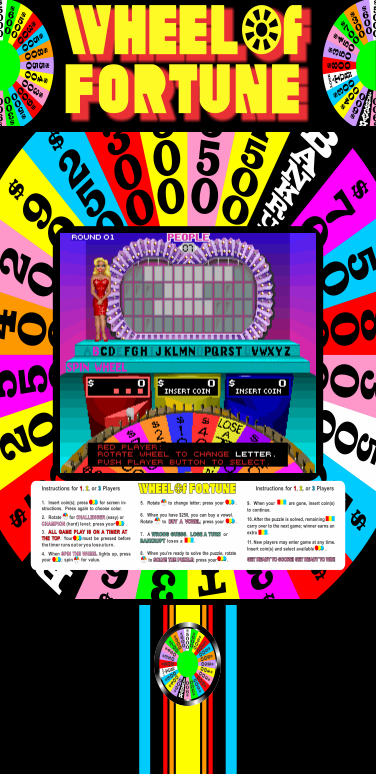 WHEEL OF
FORTUNE
ROUND 01
PEOPLE
CD FGH JKLMN PQRST VWXYZ
SPIN WHEEL
$ 0
$ 0
$ 0
INSERT COIN
INSERT COIN
LOSE
A
RED PLAYER:
ROTATE WHEEL TO CHANGE LETTER,
PUSH PLAYER BUTTON TO SELECT
Instructions for 1, 2, or 3 Players
WHEEL OF FORTUNE
Instructions for 1, 2, or 3 Players
1. Insert coin(s); press for screen in-
structions. Press again to choose color.
2. Rotate for CHALLENGER (easy) or
CHAMPION (hard) level; press your
3. ALL GAME PLAY IS ON A TIMER AT
THE TOP. Your must be pressed before
the timer runs out or you lose a turn.
4. When SPIN THE WHEEL lights up, press
your ; spin for value.
5. Rotate to change letter; press your
6. When you have $250, you can buy a vowel.
Rotate to BUY A VOWEL, press your
7. A WRONG GUESS, LOSE A TURN or
BANKRUPT loses a
8. When you're ready to solve the puzzle, rotate
to SOLVE THE PUZZLE; press your
9. When your are gone, insert coin(s)
to continue.
10. After the puzzle is solved, remaining
carry over to the next game; winner earns an
extra
11. New players may enter game at any time.
Insert coin(s) and select available